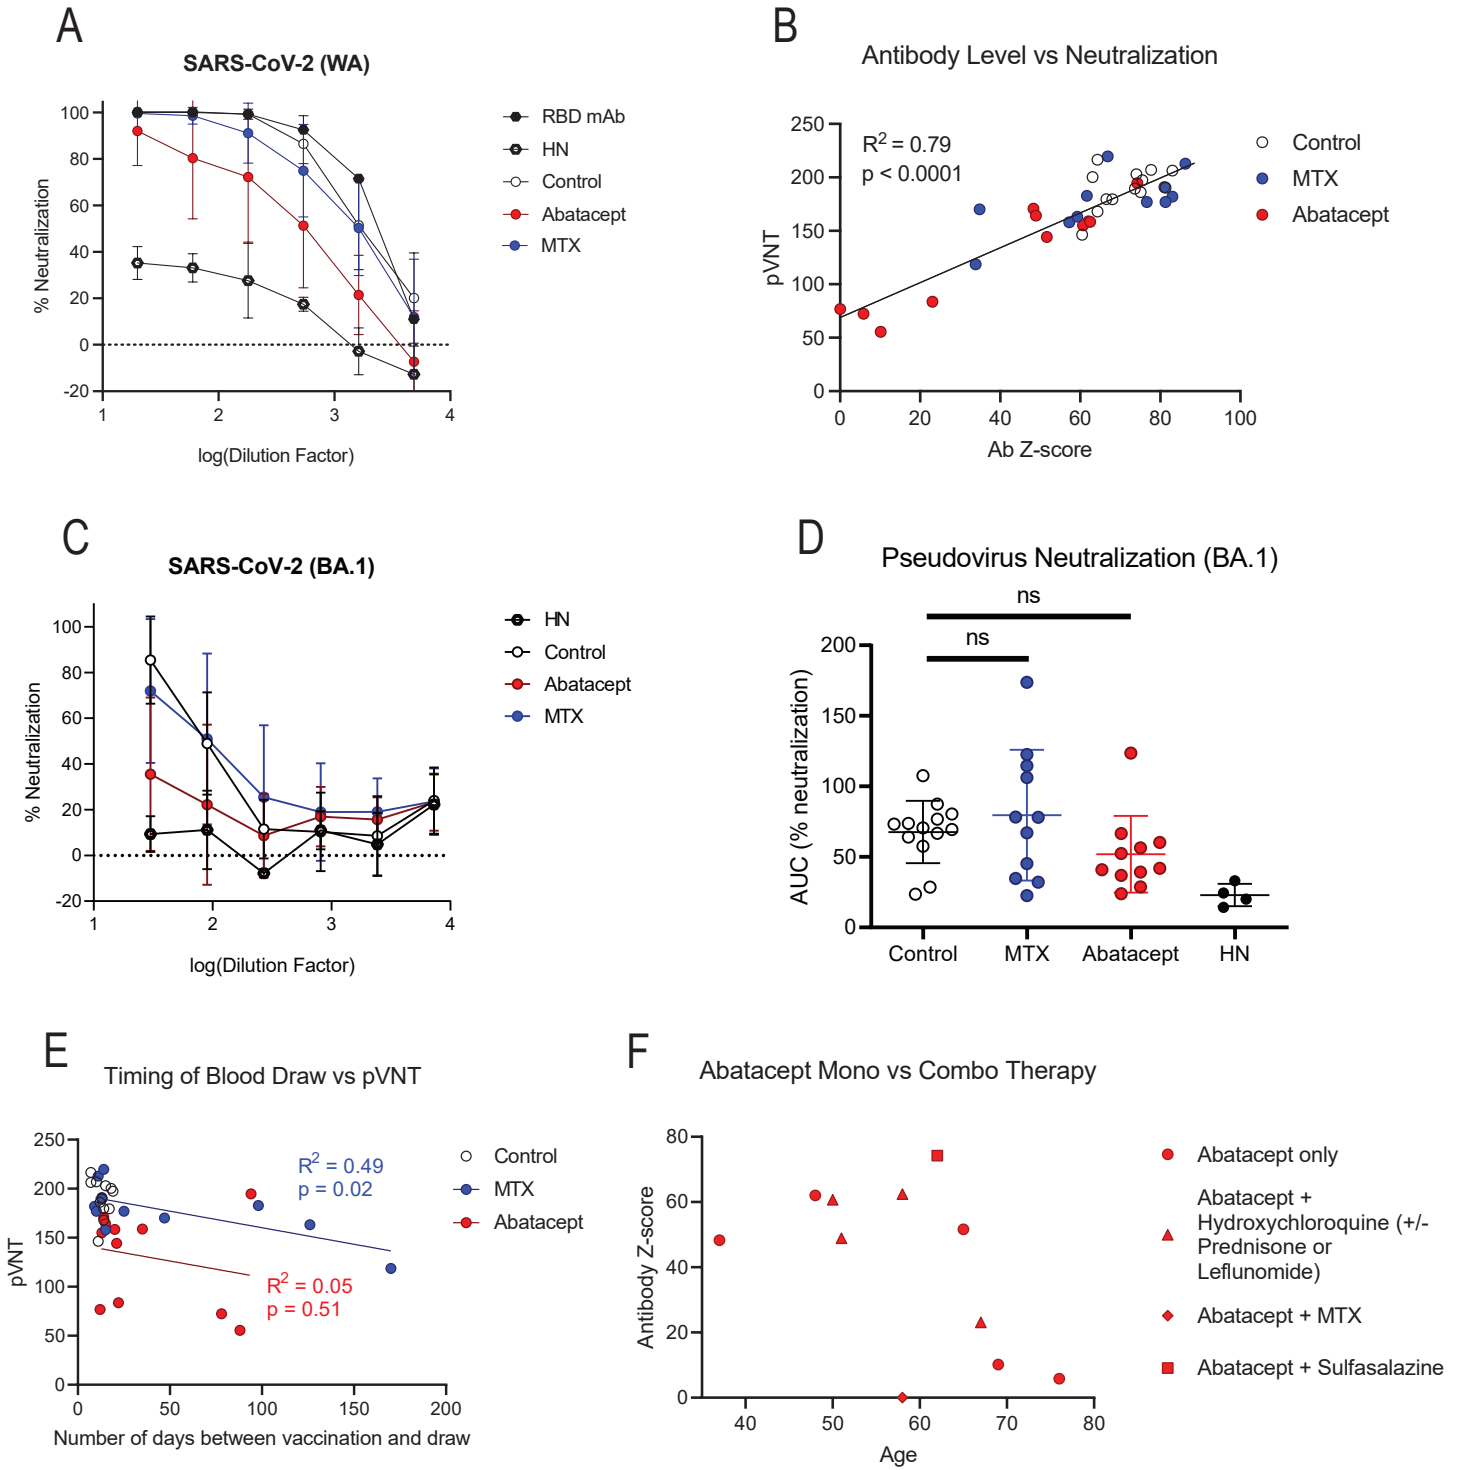 A
SARS-CoV-2 (WA)
100
80
60
40
20
0
-20
% Neutralization
1
2
3
4
log(Dilution Factor)
RBD mAb
HN
Control
Abatacept
MTX
B
Antibody Level vs Neutralization
250
200
150
100
50
0
pVNT
R2 = 0.79
p < 0.0001
0
20
40
60
80
100
Ab Z-score
Control
MTX
Abatacept
C
SARS-CoV-2 (BA.1)
100
80
60
40
20
0
-20
% Neutralization
1
2
3
4
log(Dilution Factor)
HN
Control
Abatacept
MTX
D
Pseudovirus Neutralization (BA.1)
ns
ns
200
150
100
50
0
AUC (% neutralization)
Control
MTX
Abatacept
HN
E
Timing of Blood Draw vs pVNT
250
200
150
100
50
0
pVNT
R2 = 0.49
p = 0.02
R2 = 0.05
p = 0.51
0
50
100
150
200
Number of days between vaccination and draw
Control
MTX
Abatacept
F
Abatacept Mono vs Combo Therapy
80
60
40
20
0
Antibody Z-score
40
50
60
70
80
Age
Abatacept only
Abatacept +
Hydroxychloroquine (+/-
Prednisone or
Leflunomide)
Abatacept + MTX
Abatacept + Sulfasalazine